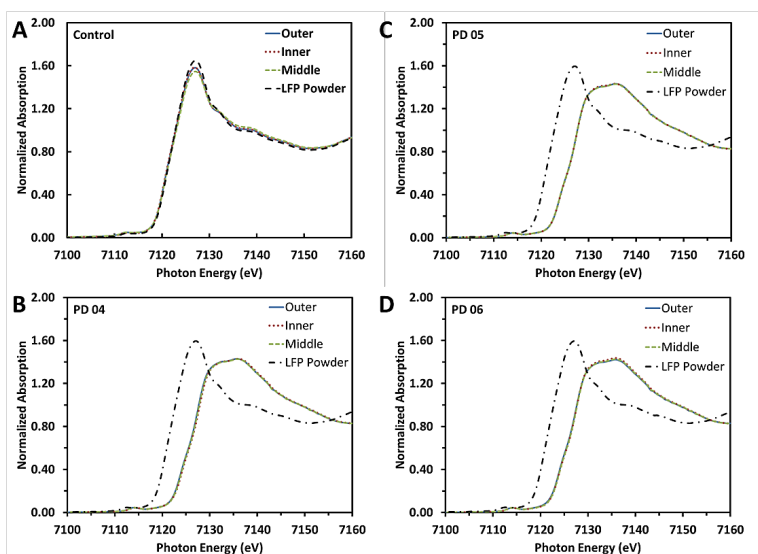 A
Control
Outer
Inner
Middle
LFP Powder
Normalized Absorption
2.00
1.60
1.20
0.80
0.40
0.00
7100 7110 7120 7130 7140 7150 7160
Photon Energy (eV)
C
PD 05
Outer
Inner
Middle
LFP Powder
Normalized Absorption
2.00
1.60
1.20
0.80
0.40
0.00
7100 7110 7120 7130 7140 7150 7160
Photon Energy (eV)
B
PD 04
Outer
Inner
Middle
LFP Powder
Normalized Absorption
2.00
1.60
1.20
0.80
0.40
0.00
7100 7110 7120 7130 7140 7150 7160
Photon Energy (eV)
D
PD 06
Outer
Inner
Middle
LFP Powder
Normalized Absorption
2.00
1.60
1.20
0.80
0.40
0.00
7100 7110 7120 7130 7140 7150 7160
Photon Energy (eV)